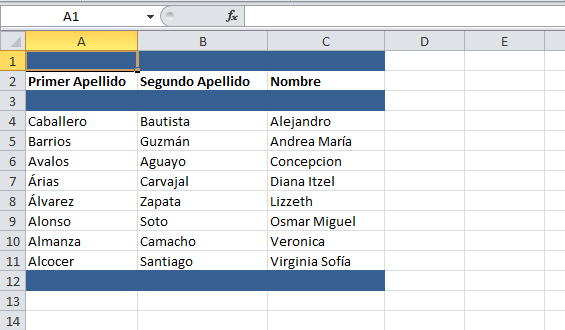 A1 fx
A B C D E
1
2 Primer Apellido Segundo Apellido Nombre
3
4 Caballero Bautista Alejandro
5 Barrios Guzmán Andrea María
6 Avalos Aguayo Concepcion
7 Árias Carvajal Diana Itzel
8 Álvarez Zapata Lizzeth
9 Alonso Soto Osmar Miguel
10 Almanza Camacho Veronica
11 Alcocer Santiago Virginia Sofía
12
13
14